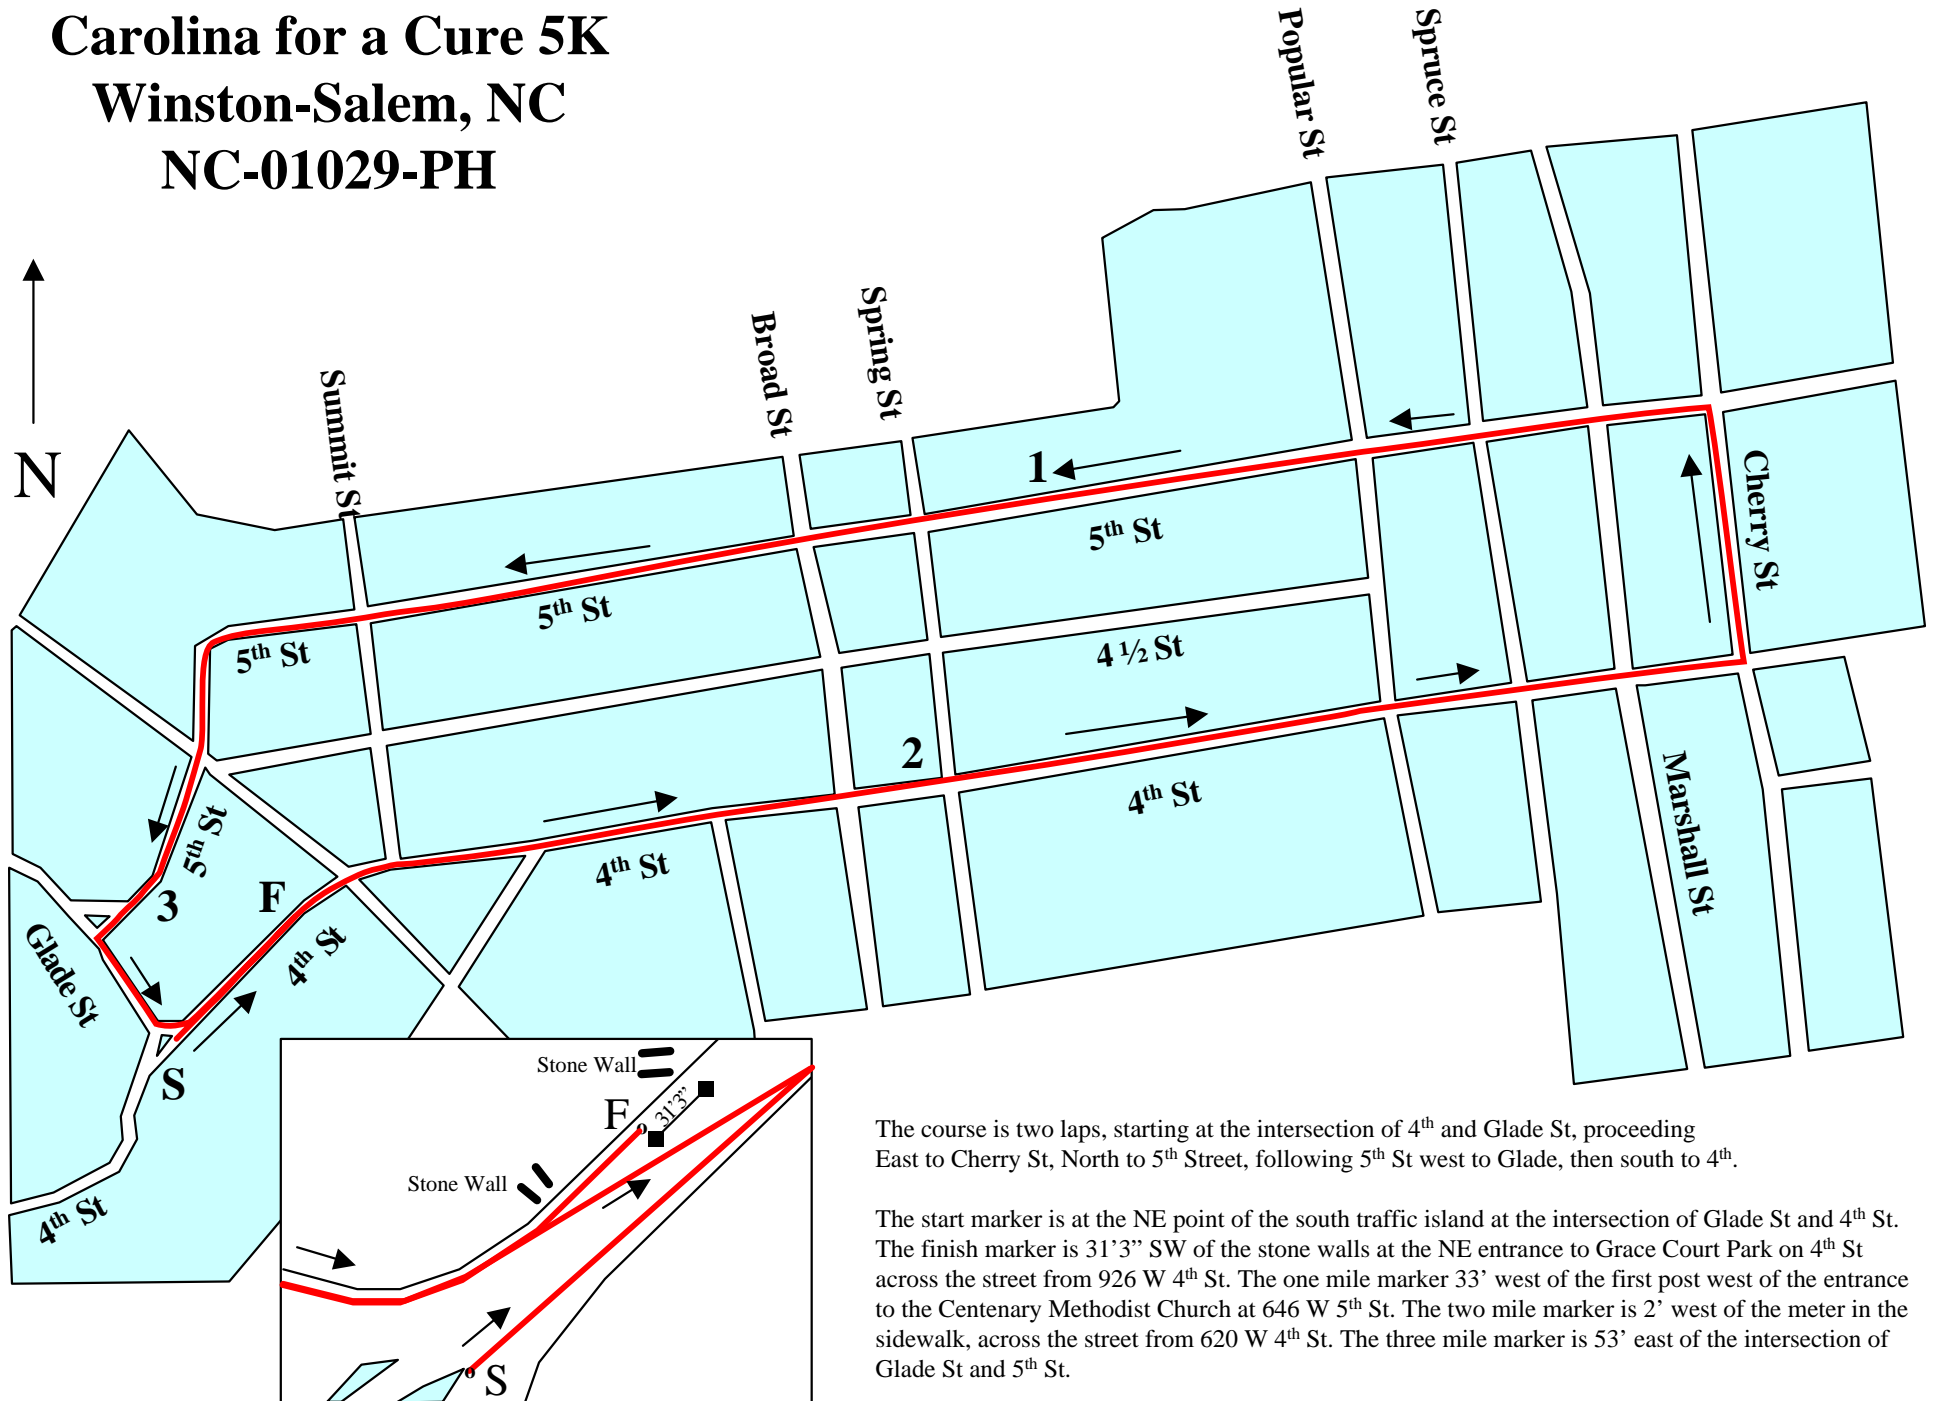 Carolina for a Cure 5K
Winston-Salem, NC
NC-01029-PH
N
Popular St
Spruce St
Spring St
Broad St
Summit St
1
5th St
5th St
5th St
Cherry St
4 ½ St
2
4th St
Marshall St
5th St
3
F
4th St
4th St
Glade St
S
4th St
Stone Wall
F
31'3"
Stone Wall
S
The course is two laps, starting at the intersection of 4th and Glade St, proceeding
East to Cherry St, North to 5th Street, following 5th St west to Glade, then south to 4th.
The start marker is at the NE point of the south traffic island at the intersection of Glade St and 4th St.
The finish marker is 31’3” SW of the stone walls at the NE entrance to Grace Court Park on 4th St
across the street from 926 W 4th St. The one mile marker 33’ west of the first post west of the entrance
to the Centenary Methodist Church at 646 W 5th St. The two mile marker is 2’ west of the meter in the
sidewalk, across the street from 620 W 4th St. The three mile marker is 53’ east of the intersection of
Glade St and 5th St.